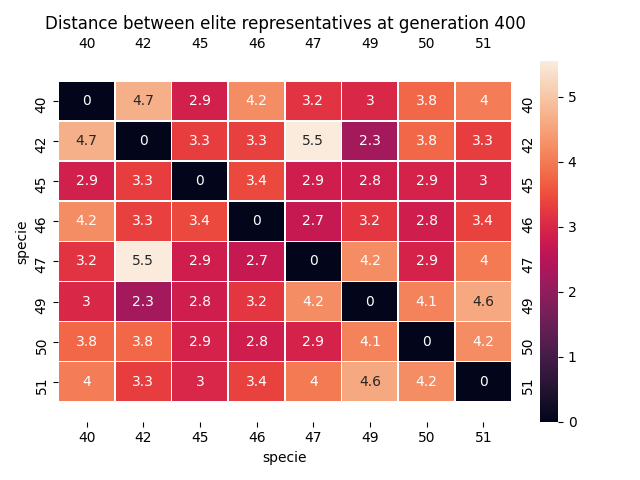 Distance between elite representatives at generation 400
40 42 45 46 47 49 50 51
40 0 4.7 2.9 4.2 3.2 3 3.8 4 40
42 4.7 0 3.3 3.3 5.5 2.3 3.8 3.3 42
45 2.9 3.3 0 3.4 2.9 2.8 2.9 3 45
46 4.2 3.3 3.4 0 2.7 3.2 2.8 3.4 46
47 3.2 5.5 2.9 2.7 0 4.2 2.9 4 47
49 3 2.3 2.8 3.2 4.2 0 4.1 4.6 49
50 3.8 3.8 2.9 2.8 2.9 4.1 0 4.2 50
51 4 3.3 3 3.4 4 4.6 4.2 0 51
40 42 45 46 47 49 50 51
specie
specie
5
4
3
2
1
0